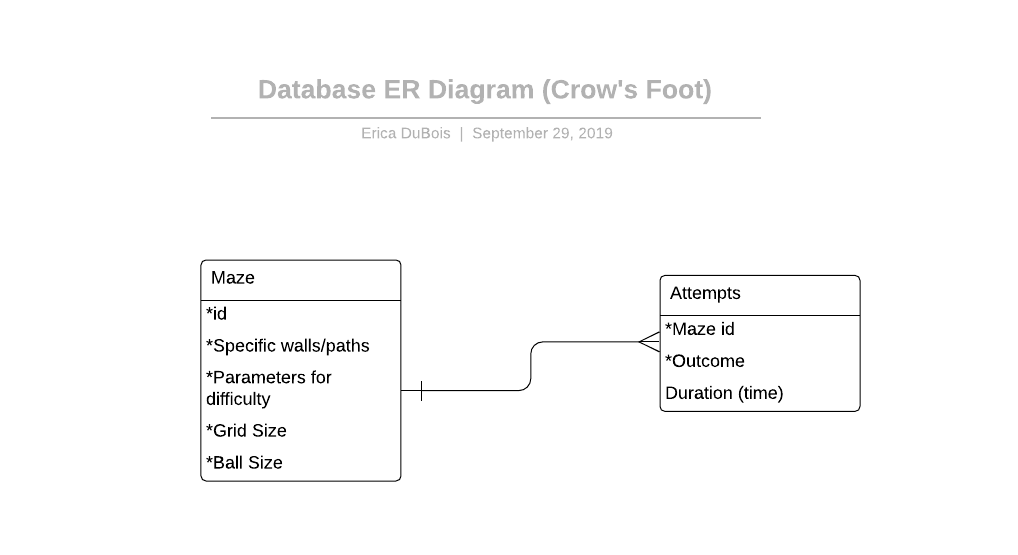 Database ER Diagram (Crow's Foot)
Erica DuBois | September 29, 2019
Maze
*id
*Specific walls/paths
*Parameters for
difficulty
*Grid Size
*Ball Size
Attempts
*Maze id
*Outcome
Duration (time)